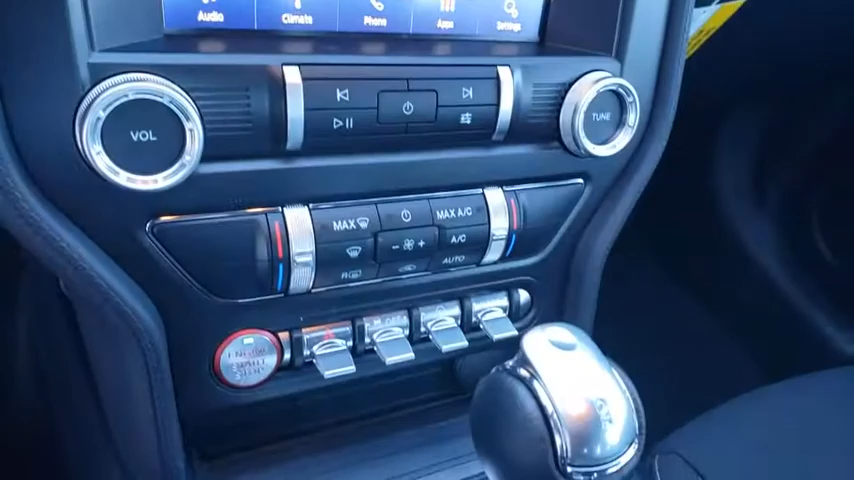 Audio Climate Phone Apps Settings
VOL
TUNE
MAX
MAX A/C
A/C
R
AUTO
ENGINE
START
STOP